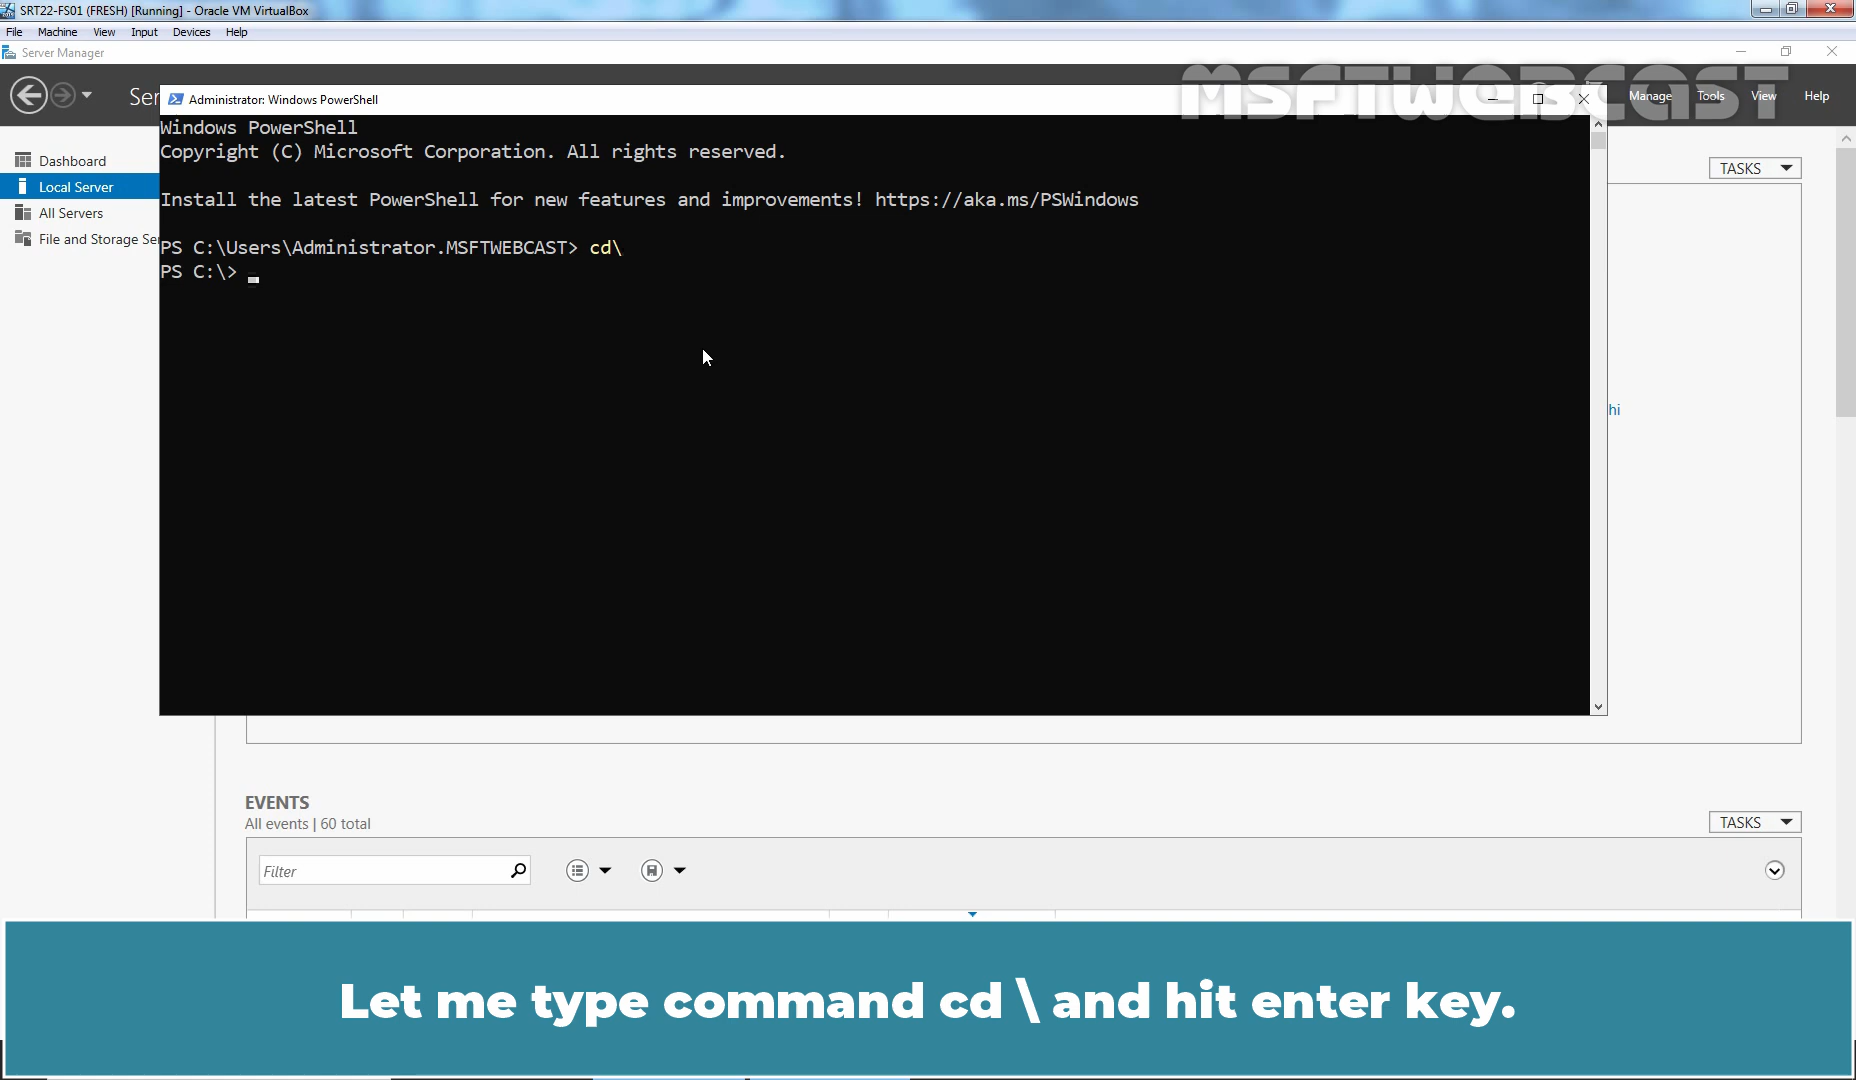 SRT22-FS01 (FRESH) [Running] - Oracle VM VirtualBox
File Machine View Input Devices Help
Server Manager
MSFTWEBCAST
Ser
Manage Tools View Help
Administrator: Windows PowerShell
Windows PowerShell
Copyright (C) Microsoft Corporation. All rights reserved.
Install the latest PowerShell for new features and improvements! https://aka.ms/PSWindows
PS C:\Users\Administrator.MSFTWEBCAST> cd\
PS C:\>
Dashboard
Local Server
All Servers
File and Storage Se
TASKS
hi
EVENTS
All events | 60 total
TASKS
Filter
Let me type command cd \ and hit enter key.